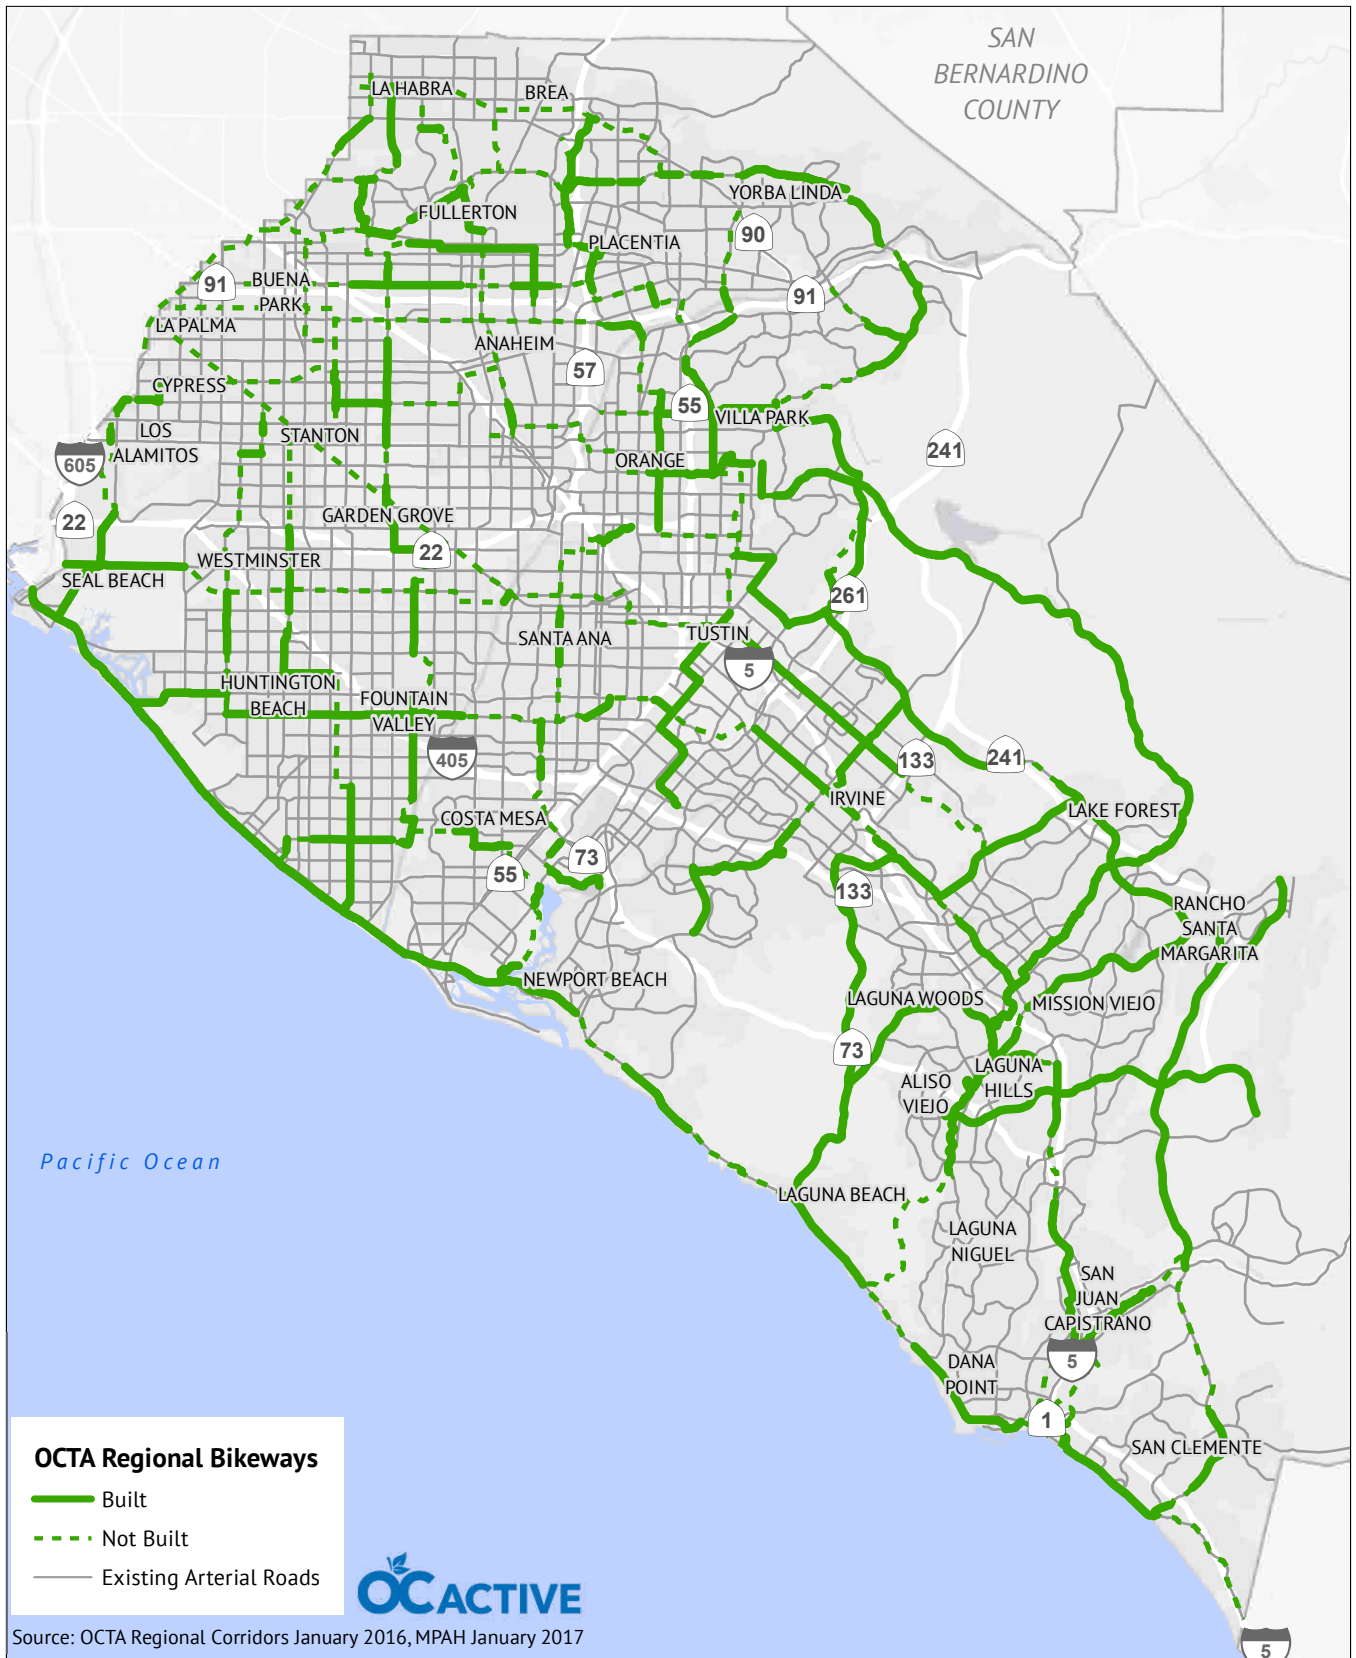 SAN
BERNARDINO
COUNTY
LA HABRA
BREA
YORBA LINDA
FULLERTON
90
PLACENTIA
91
BUENA
PARK
91
LA PALMA
ANAHEIM
57
CYPRESS
55
VILLA PARK
LOS
ALAMITOS
STANTON
241
605
ORANGE
22
GARDEN GROVE
22
WESTMINSTER
SEAL BEACH
261
SANTA ANA
TUSTIN
5
HUNTINGTON
BEACH
FOUNTAIN
VALLEY
405
133
241
IRVINE
LAKE FOREST
COSTA MESA
73
55
133
RANCHO
SANTA
MARGARITA
NEWPORT BEACH
LAGUNA WOODS
MISSION VIEJO
73
LAGUNA
HILLS
ALISO
VIEJO
Pacific Ocean
LAGUNA BEACH
LAGUNA
NIGUEL
SAN
JUAN
CAPISTRANO
5
DANA
POINT
1
SAN CLEMENTE
OCTA Regional Bikeways
Built
Not Built
Existing Arterial Roads
OC ACTIVE
Source: OCTA Regional Corridors January 2016, MPAH January 2017
5